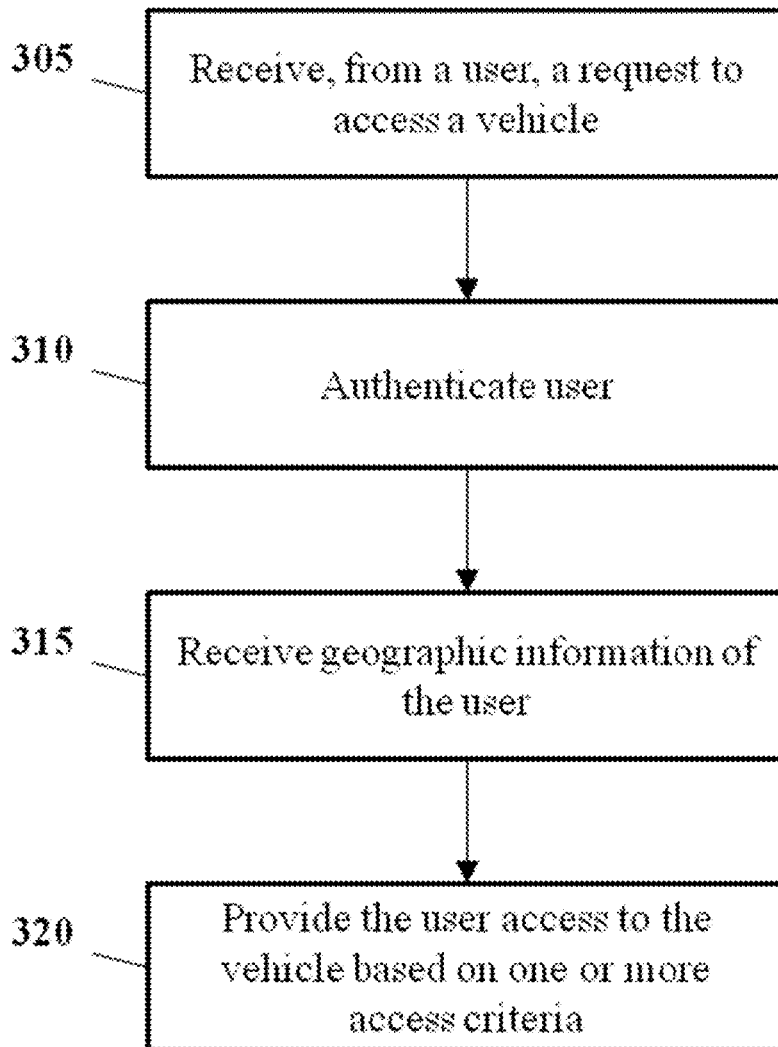 305
Receive, from a user, a request to
access a vehicle
310
Authenticate user
315
Receive geographic information of
the user
320
Provide the user access to the
vehicle based on one or more
access criteria